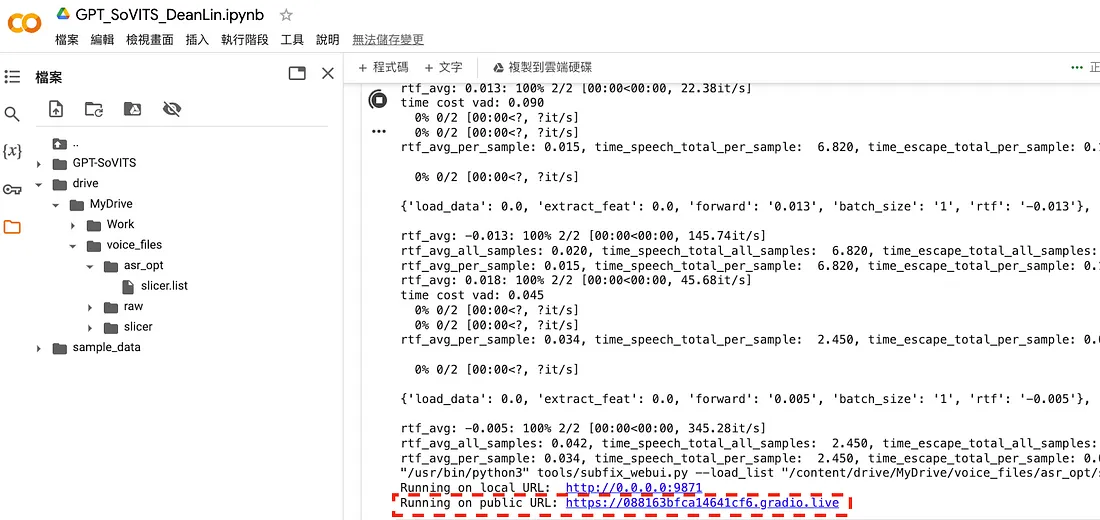 GPT_SoVITS_DeanLin.ipynb
檔案 編輯 檢視畫面 插入 執行階段 工具 說明 無法儲存變更
檔案
..
GPT-SoVITS
drive
MyDrive
Work
voice_files
asr_opt
slicer.list
raw
slicer
sample_data
+ 程式碼 + 文字 複製到雲端硬碟
rtf_avg: 0.013: 100% 2/2 [00:00<00:00, 22.38it/s]
time cost vad: 0.090
0% 0/2 [00:00<?, ?it/s]
0% 0/2 [00:00<?, ?it/s]
rtf_avg_per_sample: 0.015, time_speech_total_per_sample: 6.820, time_escape_total_per_sample:
0% 0/2 [00:00<?, ?it/s]
{'load_data': 0.0, 'extract_feat': 0.0, 'forward': '0.013', 'batch_size': '1', 'rtf': '-0.013'},
rtf_avg: -0.013: 100% 2/2 [00:00<00:00, 145.74it/s]
rtf_avg_all_samples: 0.020, time_speech_total_all_samples: 6.820, time_escape_total_all_samples:
rtf_avg_per_sample: 0.015, time_speech_total_per_sample: 6.820, time_escape_total_per_sample:
rtf_avg: 0.018: 100% 2/2 [00:00<00:00, 45.68it/s]
time cost vad: 0.045
0% 0/2 [00:00<?, ?it/s]
0% 0/2 [00:00<?, ?it/s]
rtf_avg_per_sample: 0.034, time_speech_total_per_sample: 2.450, time_escape_total_per_sample:
0% 0/2 [00:00<?, ?it/s]
{'load_data': 0.0, 'extract_feat': 0.0, 'forward': '0.005', 'batch_size': '1', 'rtf': '-0.005'},
rtf_avg: -0.005: 100% 2/2 [00:00<00:00, 345.28it/s]
rtf_avg_all_samples: 0.042, time_speech_total_all_samples: 2.450, time_escape_total_all_samples:
rtf_avg_per_sample: 0.034, time_speech_total_per_sample: 2.450, time_escape_total_per_sample:
"/usr/bin/python3" tools/subfix_webui.py --load_list "/content/drive/MyDrive/voice_files/asr_opt/
Running on local URL: http://0.0.0.0:9871
Running on public URL: https://088163bfca14641cf6.gradio.live